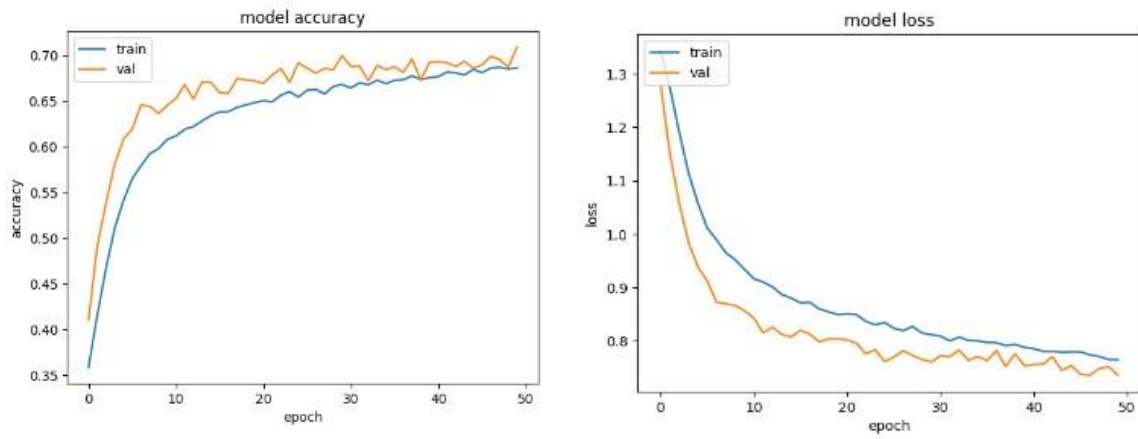 model accuracy
train
val
0.70
0.65
0.60
0.55
0.50
0.45
0.40
0.35
accuracy
0 10 20 30 40 50
epoch
model loss
train
val
1.3
1.2
1.1
1.0
0.9
0.8
loss
0 10 20 30 40 50
epoch